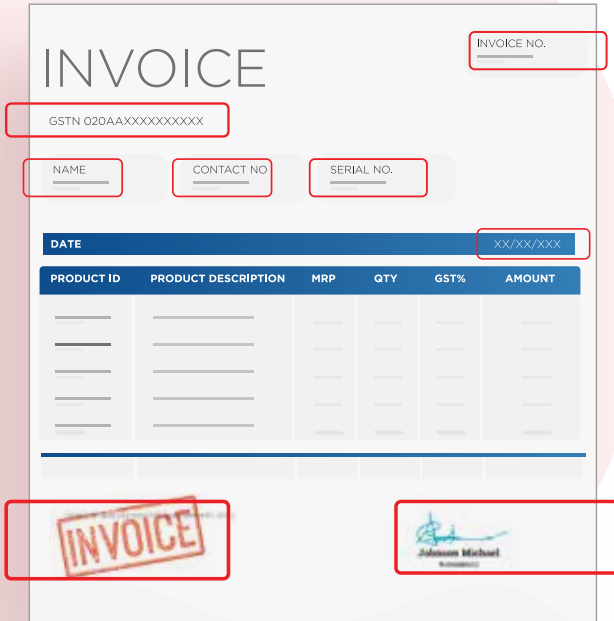 INVOICE NO.
INVOICE
GSTN 020AAXXXXXXXXXX
NAME CONTACT NO SERIAL NO.
DATE XX/XX/XXX
PRODUCT ID PRODUCT DESCRIPTION MRP QTY GST% AMOUNT
INVOICE
Johnson Michael